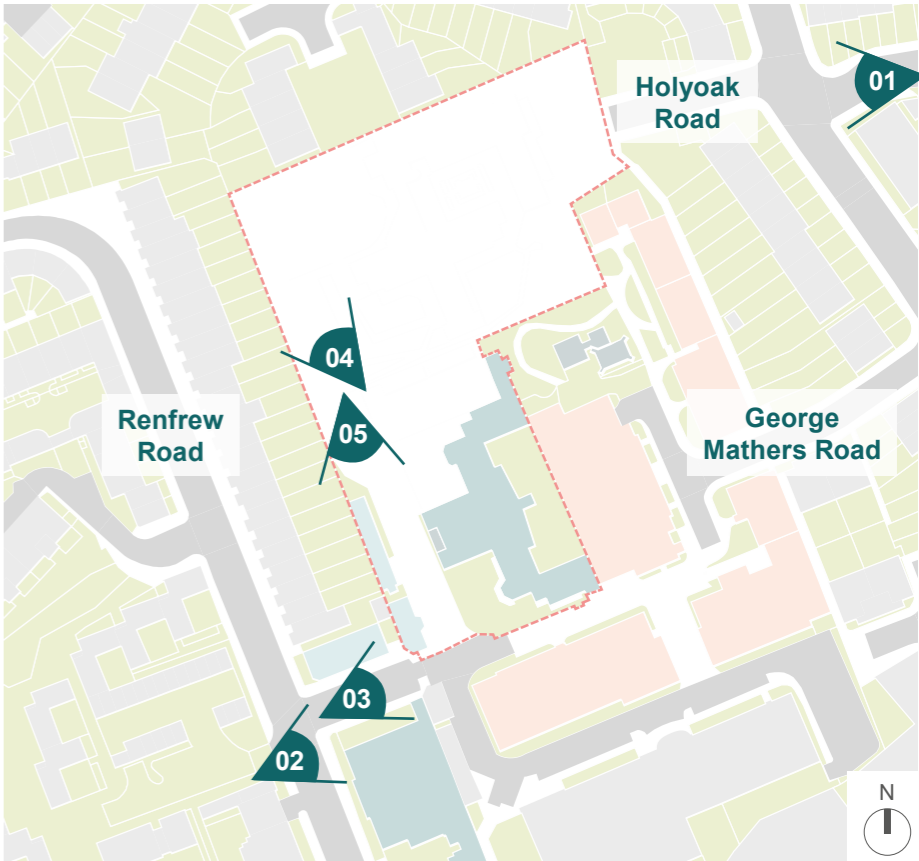 Holyoak
Road
01
04
05
Renfrew
Road
George
Mathers Road
03
02
N